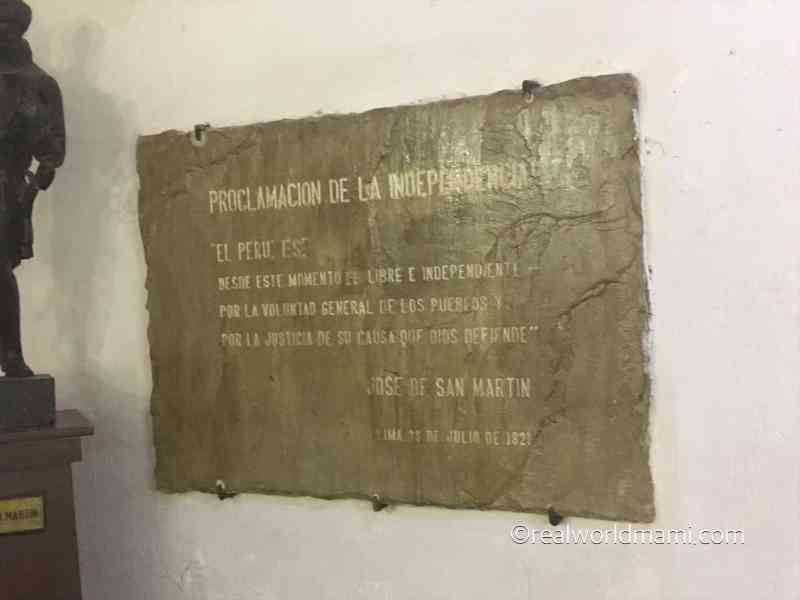 PROCLAMACION DE LA INDEPENDENCIA
"EL PERU, ESE
DESDE ESTE MOMENTO ES LIBRE E INDEPENDIENTE
POR LA VOLUNTAD GENERAL DE LOS PUEBLOS Y
POR LA JUSTICIA DE SU CAUSA QUE DIOS DEFIENDE"
JOSE DE SAN MARTIN
LIMA, 28 DE JULIO DE 1821
MARTIN
©realworldmami.com